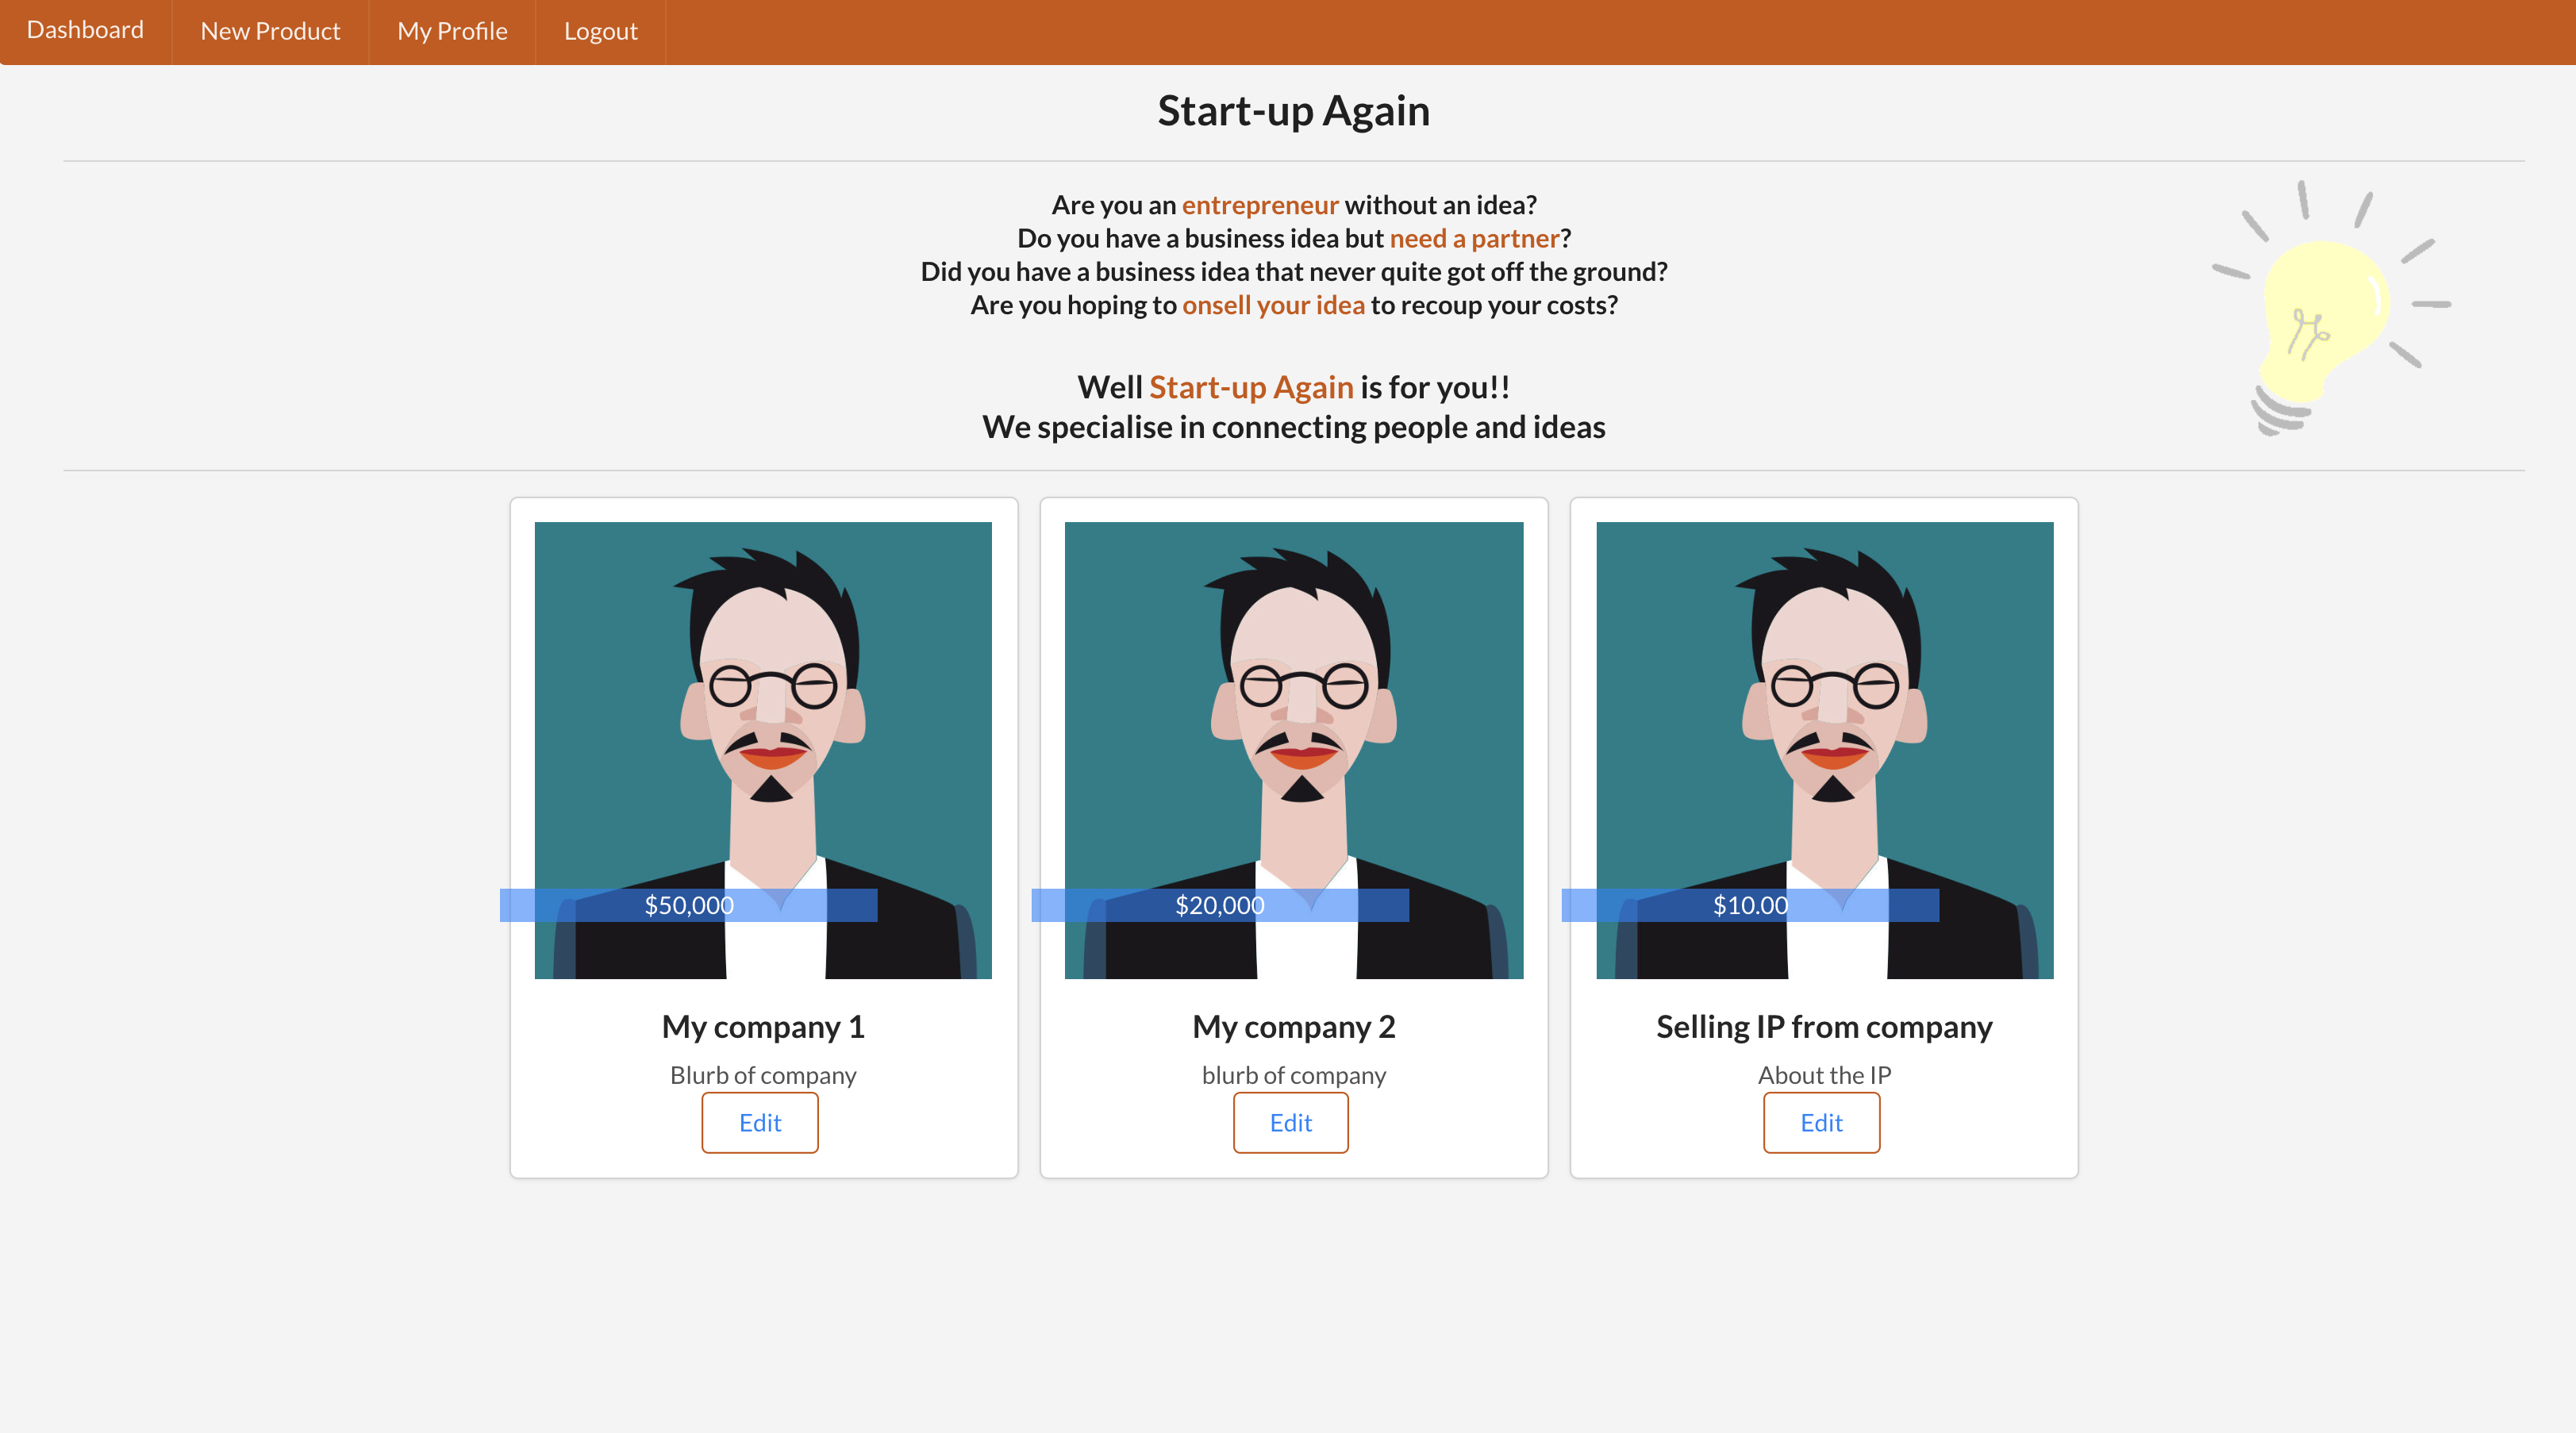 Dashboard
New Product
My Profile
Logout
Start-up Again
Are you an entrepreneur without an idea?
Do you have a business idea but need a partner?
Did you have a business idea that never quite got off the ground?
Are you hoping to onsell your idea to recoup your costs?
Well Start-up Again is for you!!
We specialise in connecting people and ideas
$50,000
My company 1
Blurb of company
Edit
$20,000
My company 2
blurb of company
Edit
$10.00
Selling IP from company
About the IP
Edit